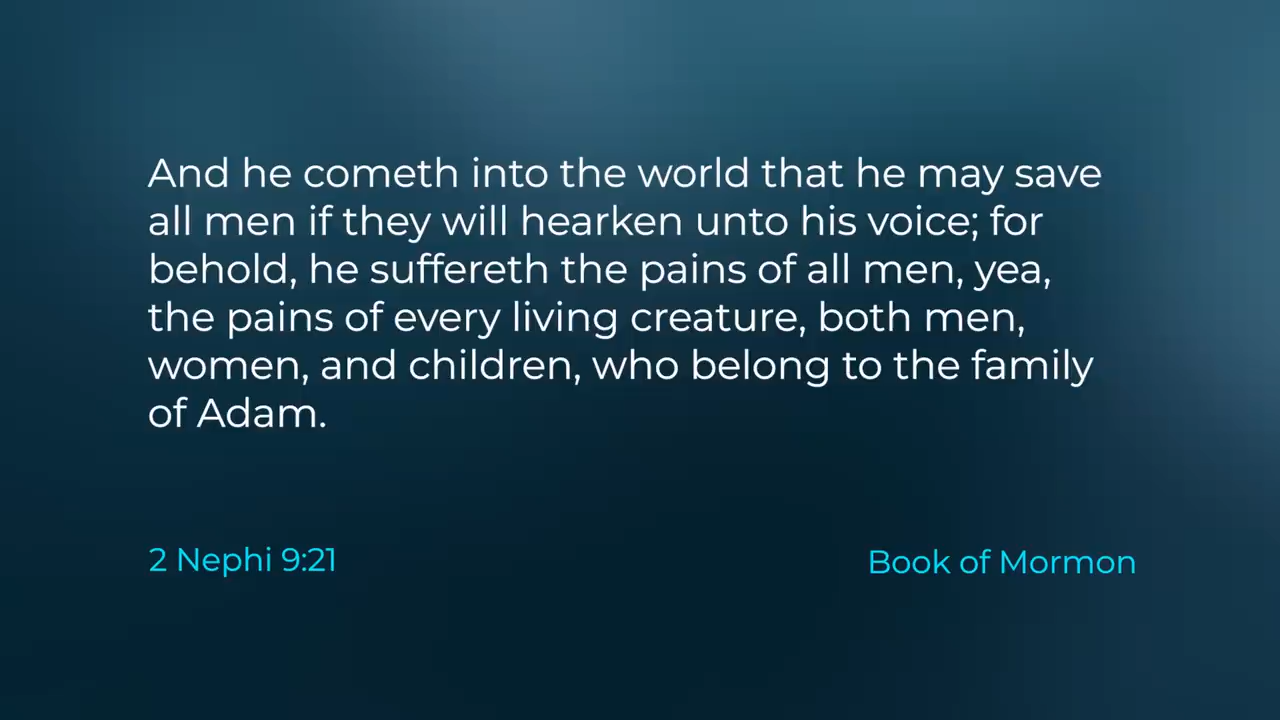 And he cometh into the world that he may save
all men if they will hearken unto his voice; for
behold, he suffereth the pains of all men, yea,
the pains of every living creature, both men,
women, and children, who belong to the family
of Adam.
2 Nephi 9:21
Book of Mormon